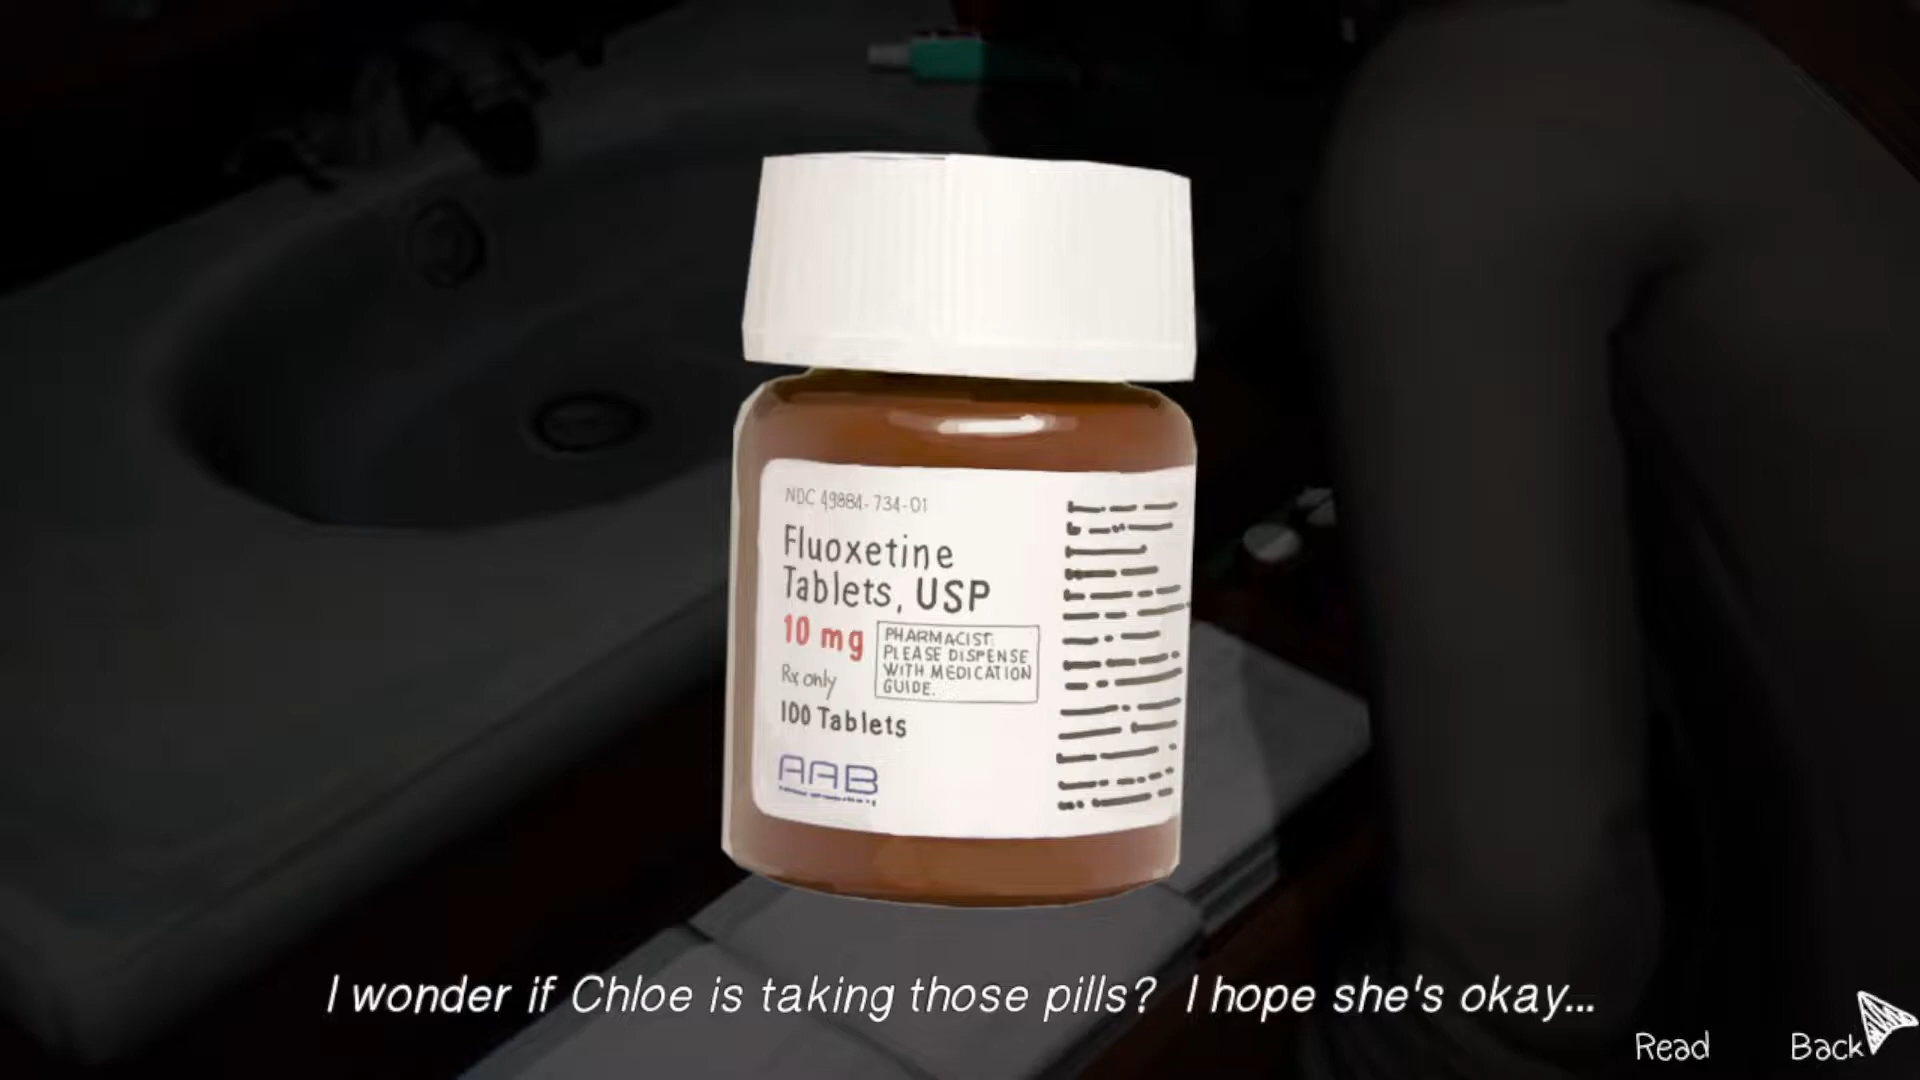 NDC 49884-734-01
Fluoxetine
Tablets, USP
10 mg
PHARMACIST:
PLEASE DISPENSE
WITH MEDICATION
GUIDE.
Rx only
100 Tablets
AAB
I wonder if Chloe is taking those pills? I hope she's okay...
Read
Back